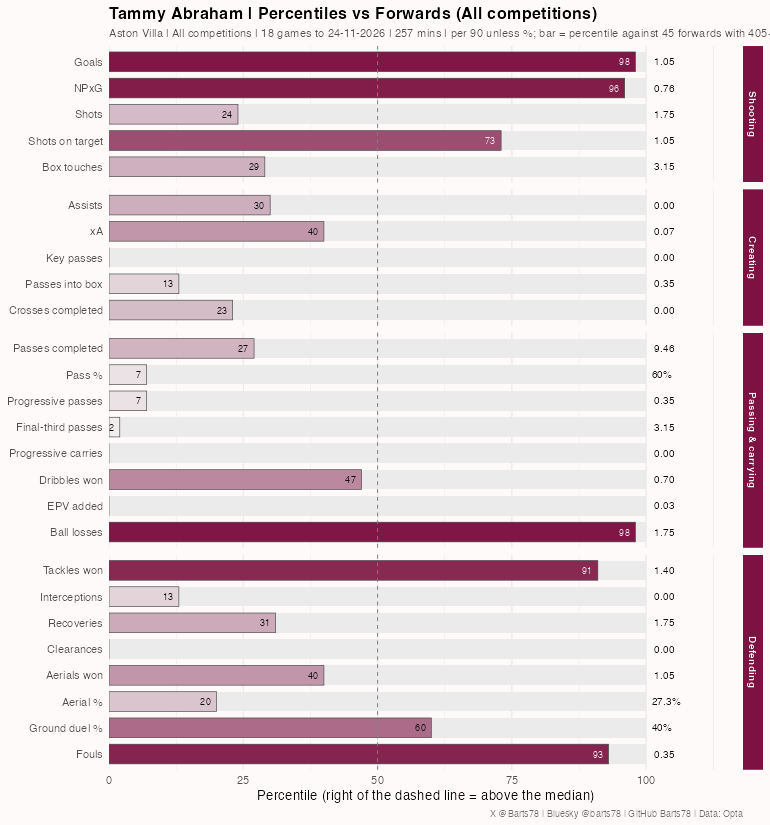 Tammy Abraham | Percentiles vs Forwards (All competitions)
Aston Villa | All competitions | 18 games to 24-11-2026 | 257 mins | per 90 unless %; bar = percentile against 45 forwards with 405-
Goals 98 1.05
NPxG 96 0.76
Shots 24 1.75
Shots on target 73 1.05
Box touches 29 3.15
Shooting
Assists 30 0.00
xA 40 0.07
Key passes 0.00
Passes into box 13 0.35
Crosses completed 23 0.00
Creating
Passes completed 27 9.46
Pass % 7 60%
Progressive passes 7 0.35
Final-third passes 2 3.15
Progressive carries 0.00
Dribbles won 47 0.70
EPV added 0.03
Ball losses 98 1.75
Passing & carrying
Tackles won 91 1.40
Interceptions 13 0.00
Recoveries 31 1.75
Clearances 0.00
Aerials won 40 1.05
Aerial % 20 27.3%
Ground duel % 60 40%
Fouls 93 0.35
Defending
0 25 50 75 100
Percentile (right of the dashed line = above the median)
X @Barts78 | Bluesky @barts78 | GitHub Barts78 | Data: Opta